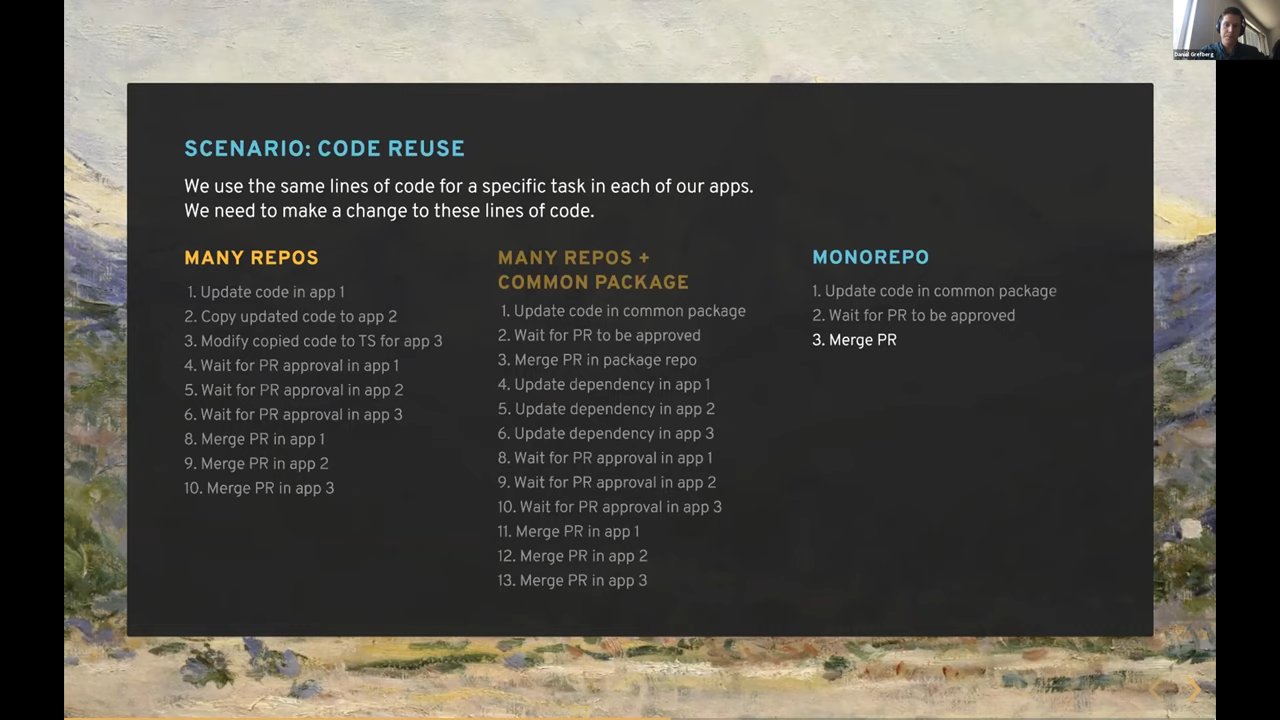 Daniel Grefberg
SCENARIO: CODE REUSE
We use the same lines of code for a specific task in each of our apps.
We need to make a change to these lines of code.
MANY REPOS
1. Update code in app 1
2. Copy updated code to app 2
3. Modify copied code to TS for app 3
4. Wait for PR approval in app 1
5. Wait for PR approval in app 2
6. Wait for PR approval in app 3
8. Merge PR in app 1
9. Merge PR in app 2
10. Merge PR in app 3
MANY REPOS +
COMMON PACKAGE
1. Update code in common package
2. Wait for PR to be approved
3. Merge PR in package repo
4. Update dependency in app 1
5. Update dependency in app 2
6. Update dependency in app 3
8. Wait for PR approval in app 1
9. Wait for PR approval in app 2
10. Wait for PR approval in app 3
11. Merge PR in app 1
12. Merge PR in app 2
13. Merge PR in app 3
MONOREPO
1. Update code in common package
2. Wait for PR to be approved
3. Merge PR